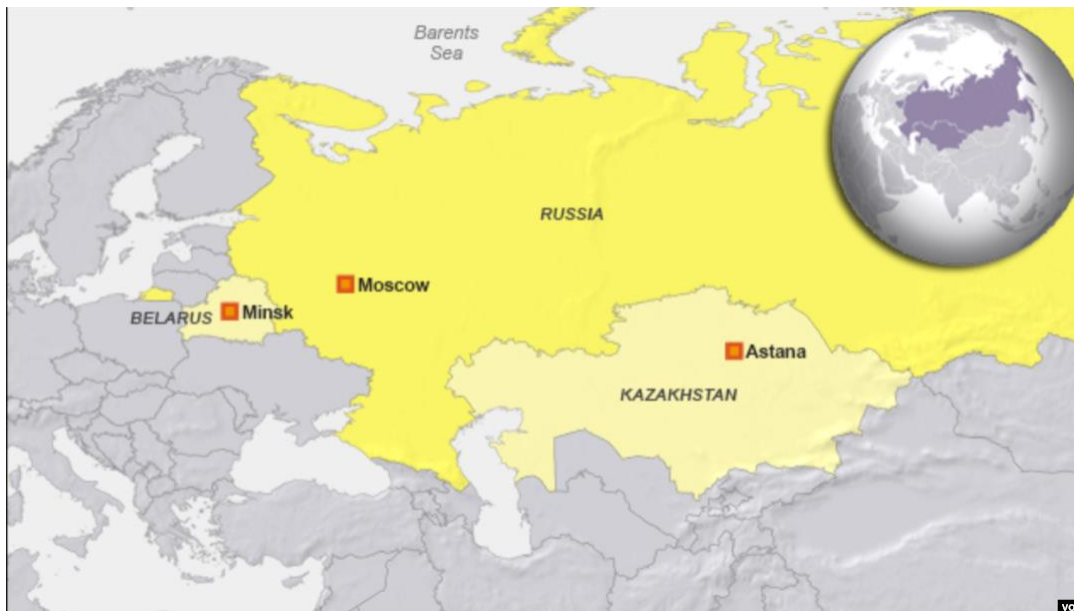 Barents
Sea
RUSSIA
Moscow
BELARUS
Minsk
Astana
KAZAKHSTAN